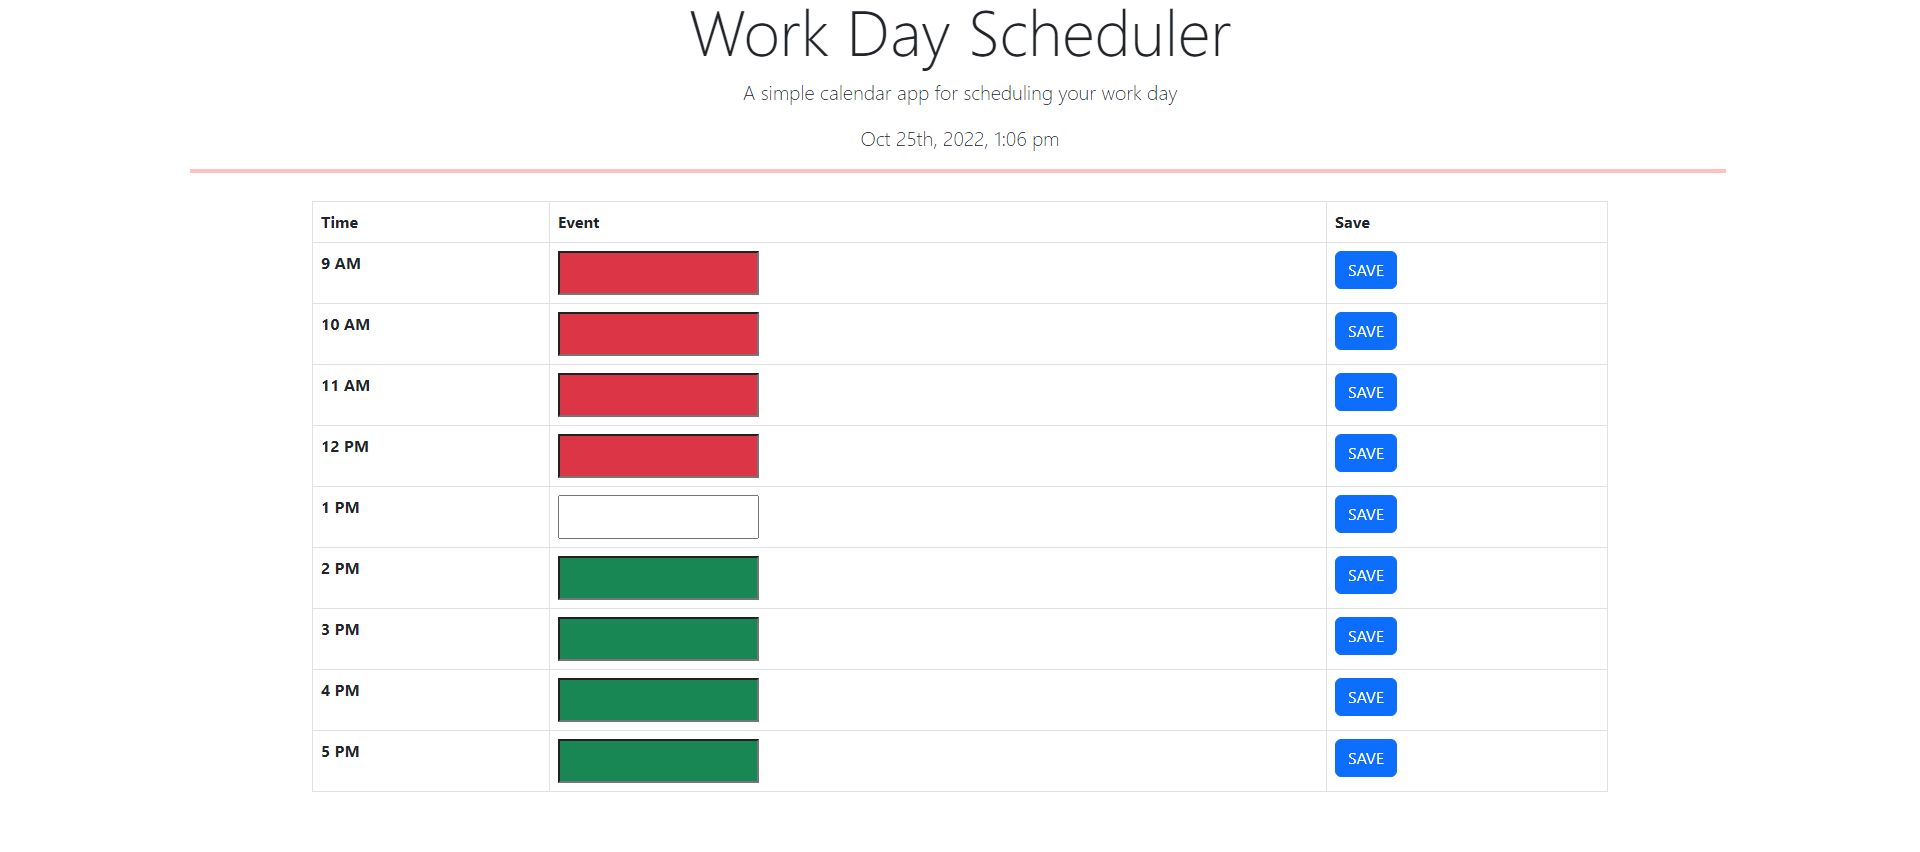 Work Day Scheduler
A simple calendar app for scheduling your work day
Oct 25th, 2022, 1:06 pm
Time Event Save
9 AM SAVE
10 AM SAVE
11 AM SAVE
12 PM SAVE
1 PM SAVE
2 PM SAVE
3 PM SAVE
4 PM SAVE
5 PM SAVE